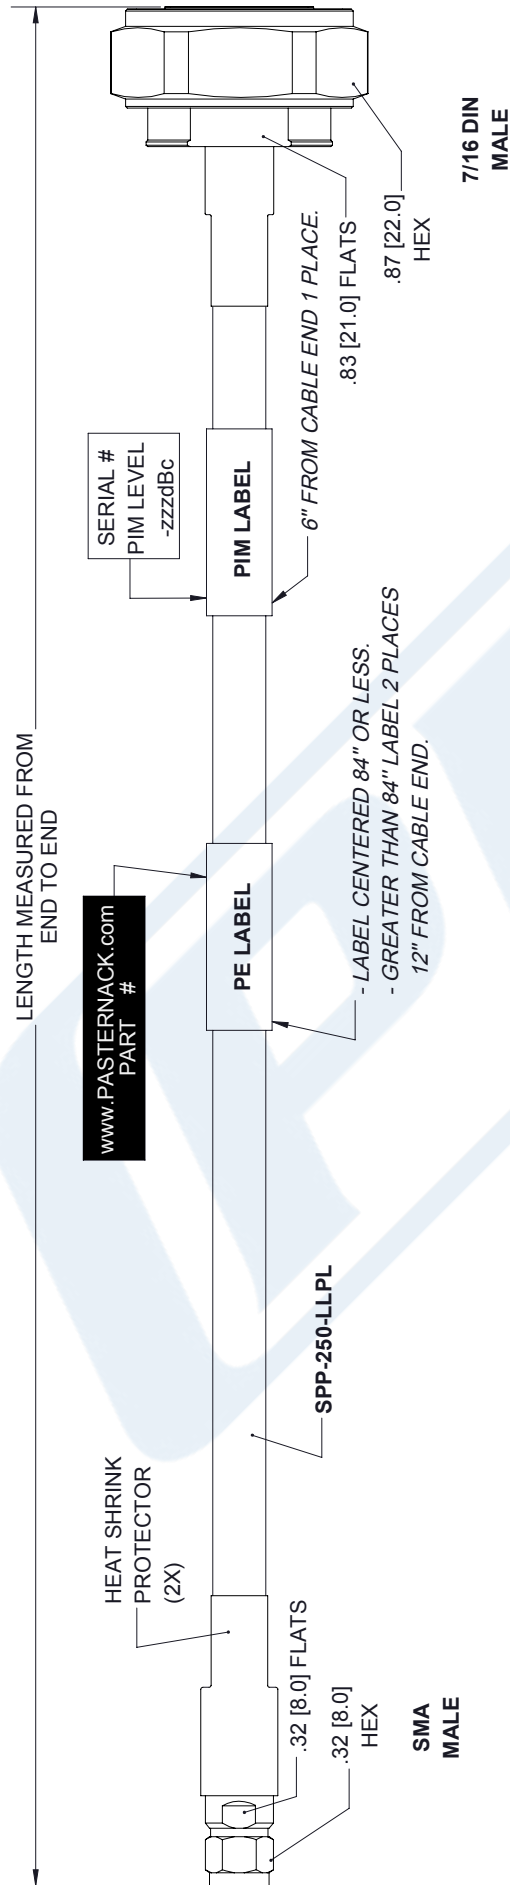 LENGTH MEASURED FROM
END TO END
HEAT SHRINK
PROTECTOR
(2X)
www.PASTERNACK.com
PART #
SERIAL #
PIM LEVEL
-zzzdBc
PE LABEL
PIM LABEL
.32 [8.0] FLATS
.32 [8.0]
HEX
SMA
MALE
SPP-250-LLPL
- LABEL CENTERED 84" OR LESS.
- GREATER THAN 84" LABEL 2 PLACES
12" FROM CABLE END.
6" FROM CABLE END 1 PLACE.
.83 [21.0] FLATS
.87 [22.0]
HEX
7/16 DIN
MALE